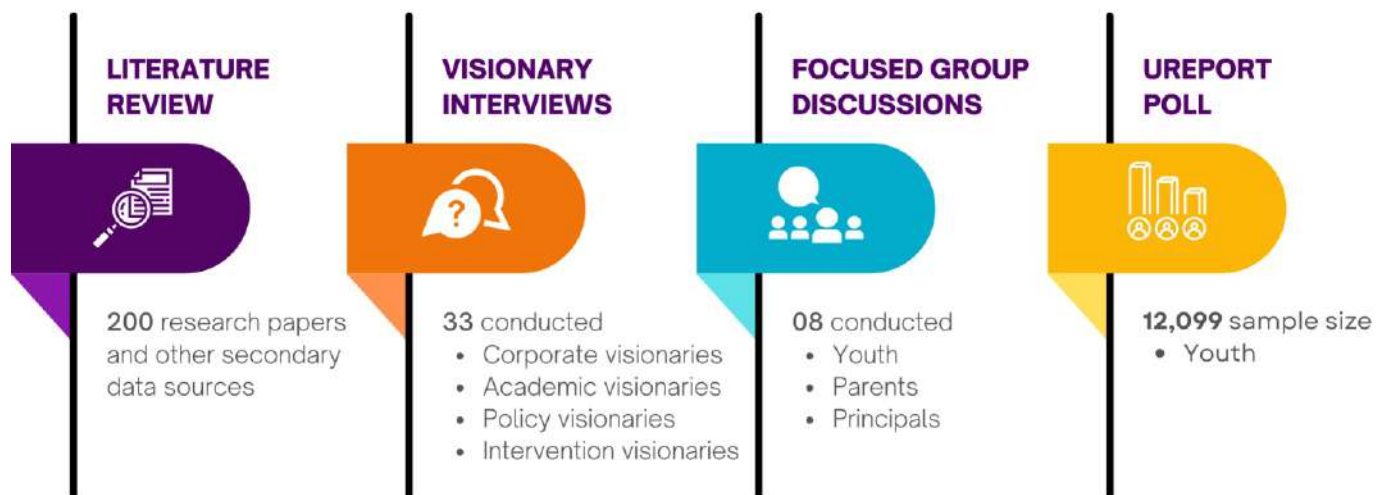 LITERATURE
REVIEW
200 research papers
and other secondary
data sources
VISIONARY
INTERVIEWS
?
33 conducted
• Corporate visionaries
• Academic visionaries
• Policy visionaries
• Intervention visionaries
FOCUSED GROUP
DISCUSSIONS
08 conducted
• Youth
• Parents
• Principals
UREPORT
POLL
12,099 sample size
• Youth